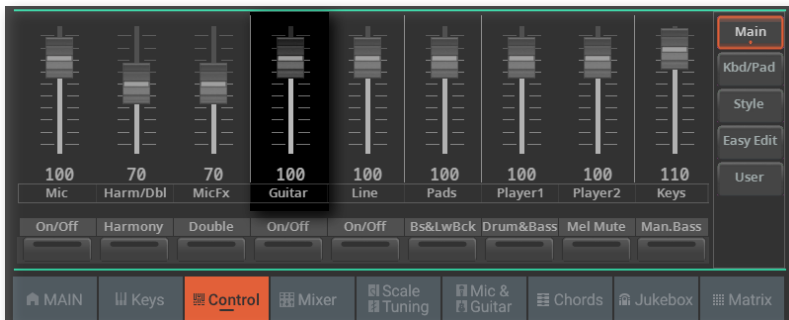 Main
Kbd/Pad
Style
Easy Edit
User
100 70 70 100 100 100 100 100 110
Mic Harm/Dbl MicFx Guitar Line Pads Player1 Player2 Keys
On/Off Harmony Double On/Off On/Off Bs&LwBck Drum&Bass Mel Mute Man.Bass
MAIN Keys Control Mixer Scale Tuning Mic & Guitar Chords Jukebox Matrix